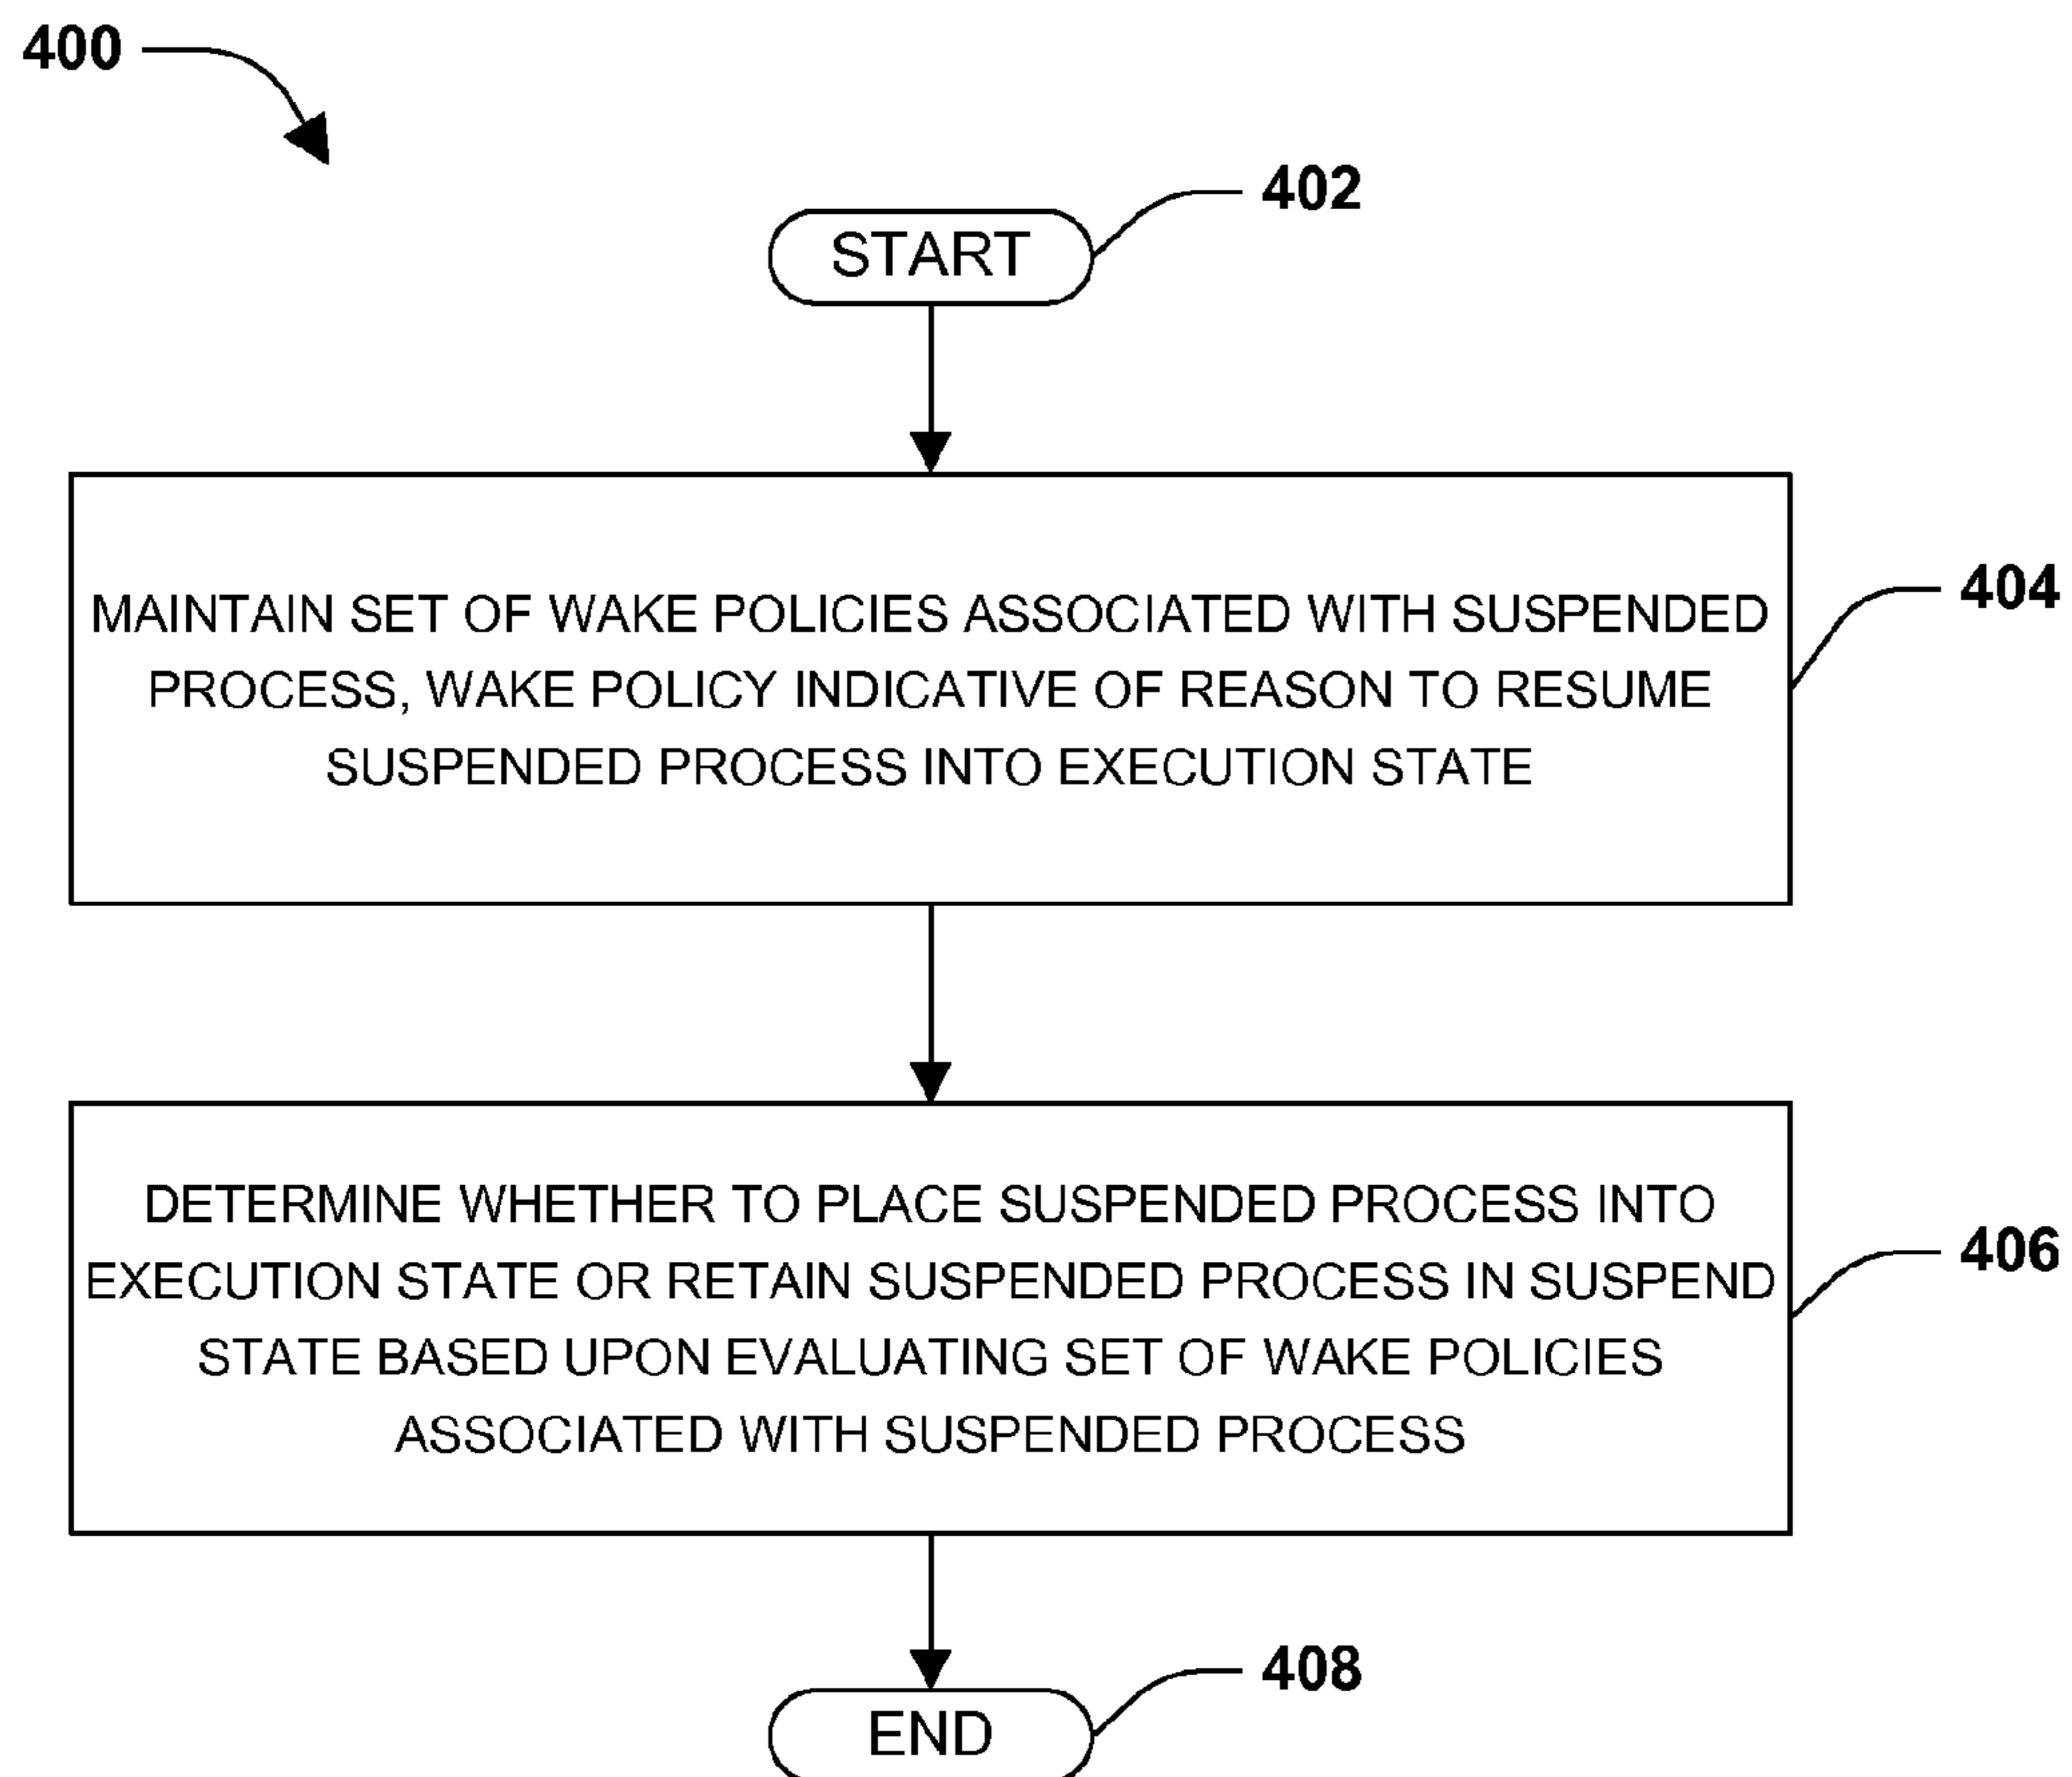 400
402
START
404
MAINTAIN SET OF WAKE POLICIES ASSOCIATED WITH SUSPENDED
PROCESS, WAKE POLICY INDICATIVE OF REASON TO RESUME
SUSPENDED PROCESS INTO EXECUTION STATE
406
DETERMINE WHETHER TO PLACE SUSPENDED PROCESS INTO
EXECUTION STATE OR RETAIN SUSPENDED PROCESS IN SUSPEND
STATE BASED UPON EVALUATING SET OF WAKE POLICIES
ASSOCIATED WITH SUSPENDED PROCESS
408
END